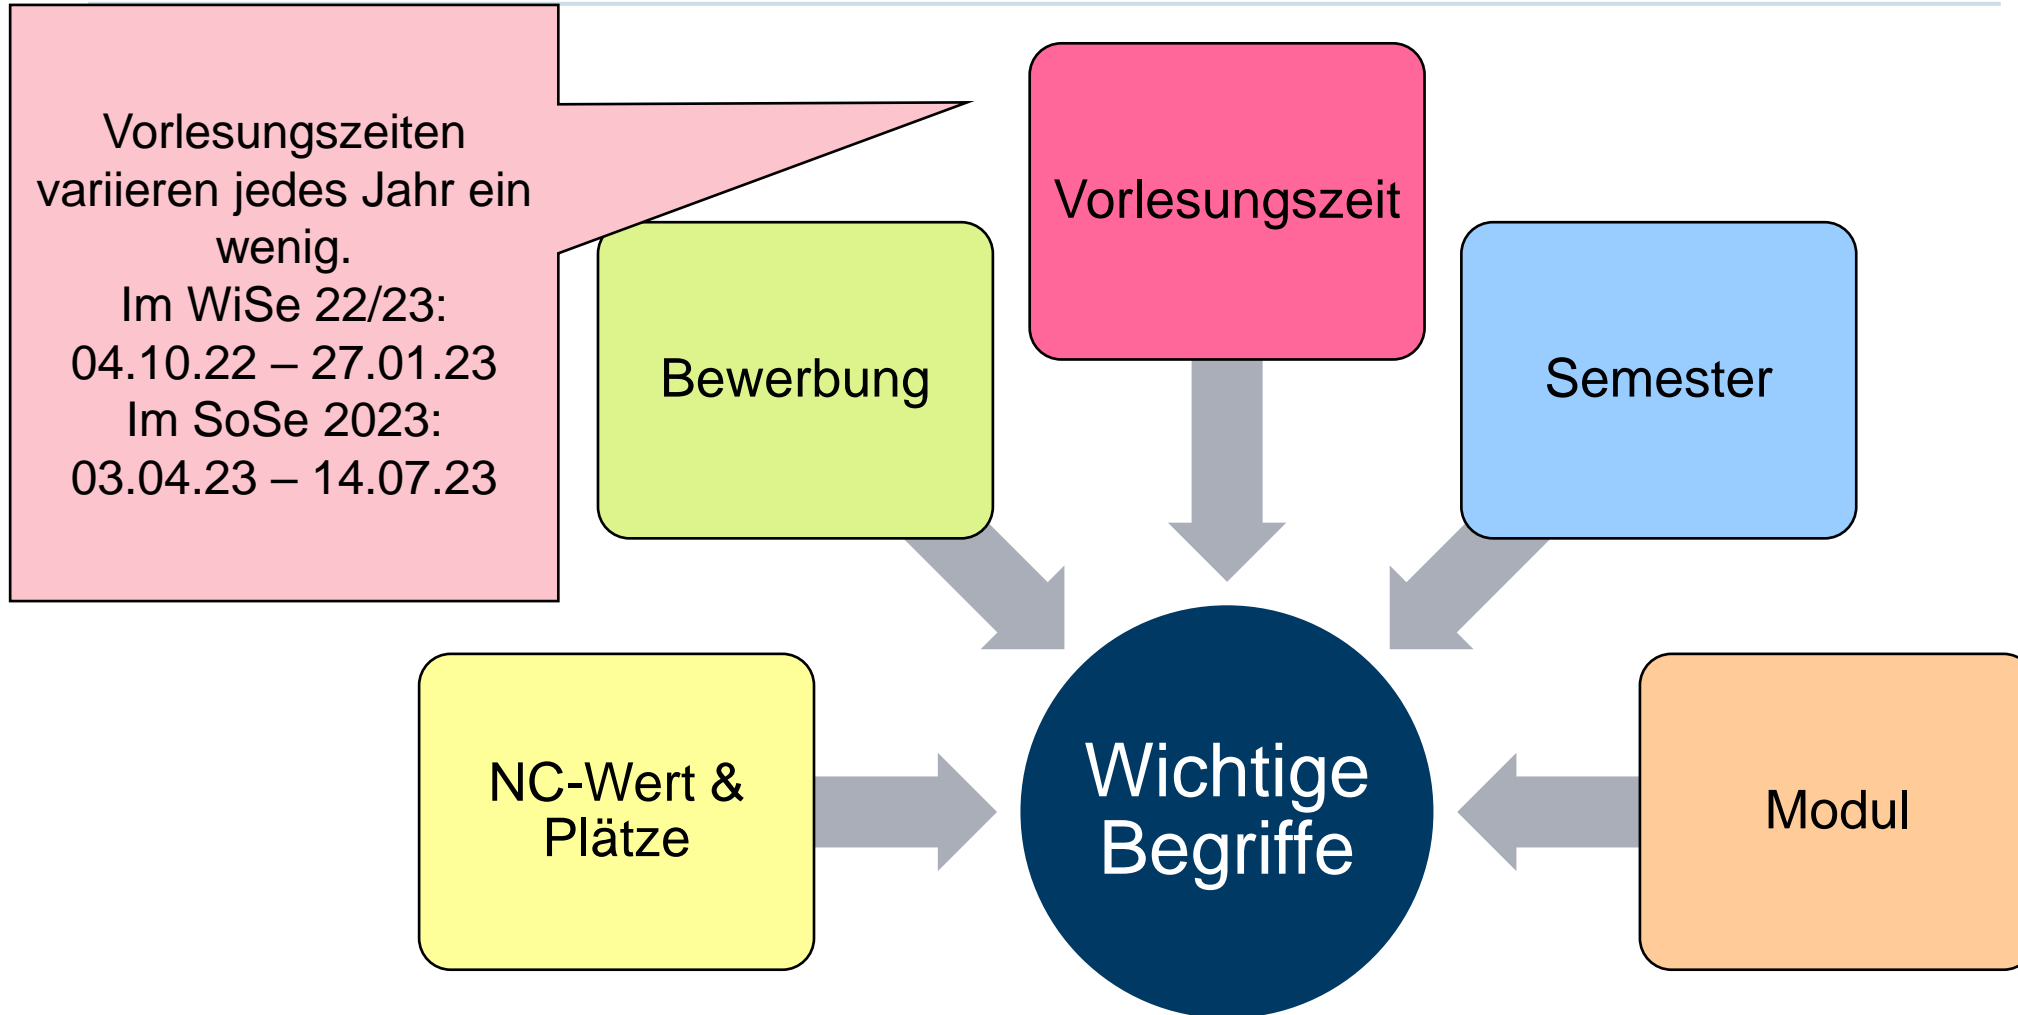 Vorlesungszeiten
variieren jedes Jahr ein
wenig.
Im WiSe 22/23:
04.10.22 – 27.01.23
Im SoSe 2023:
03.04.23 – 14.07.23
Vorlesungszeit
Bewerbung
Semester
NC-Wert &
Plätze
Wichtige
Begriffe
Modul